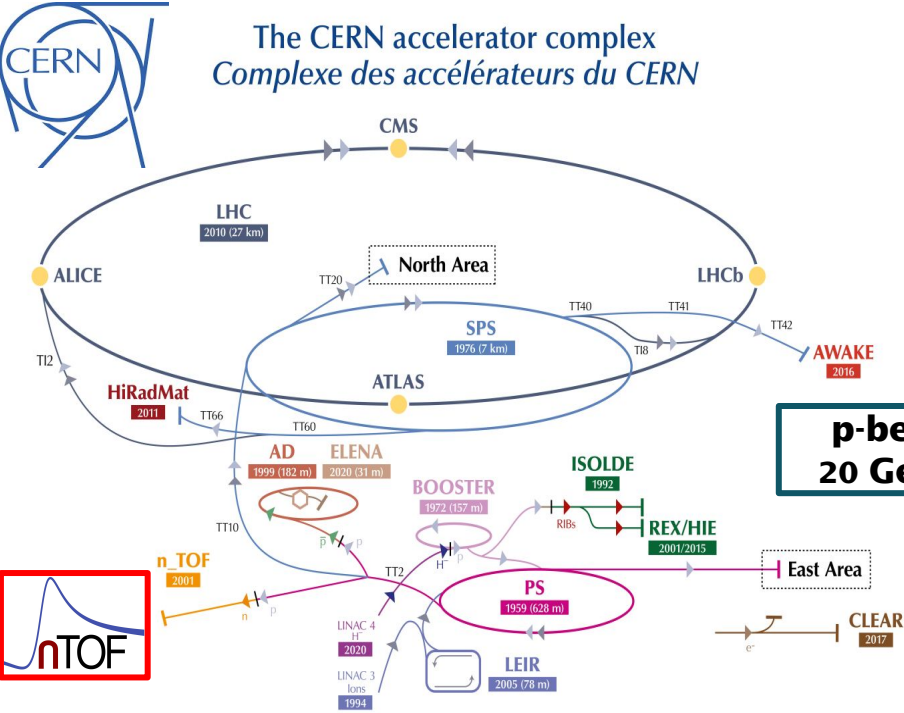 CERN
The CERN accelerator complex
Complexe des accélérateurs du CERN
CMS
LHC
2010 (27 km)
ALICE
TT20
North Area
LHCb
TT40
TT41
TT42
SPS
1976 (7 km)
TI8
AWAKE
2016
TI2
ATLAS
HiRadMat
2011
TT66
TT60
20
AD
1999 (182 m)
ELENA
2020 (31 m)
ISOLDE
1992
BOOSTER
1972 (157 m)
RIBs
REX/HIE
2001/2015
TT10
p̄
p
H⁻
p
n_TOF
2001
TT2
East Area
PS
1959 (628 m)
n
p
nTOF
LINAC 4
H⁻
2020
CLEAR
2017
e⁻
LEIR
2005 (78 m)
LINAC 3
Ions
1994